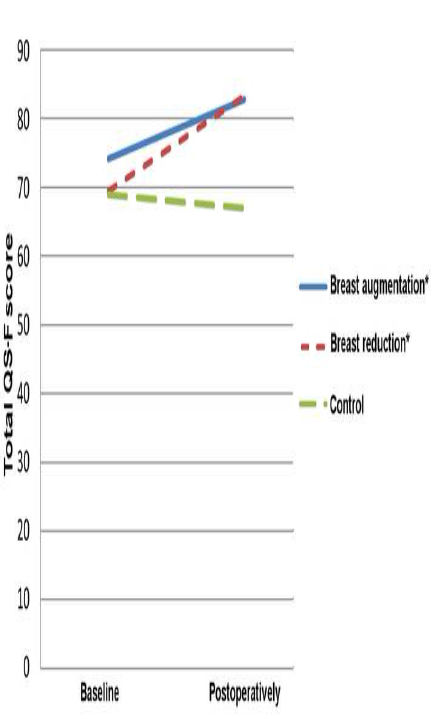 90
80
70
60
50
40
30
20
10
0
Total QS-F score
Baseline
Postoperatively
Breast augmentation*
Breast reduction*
Control